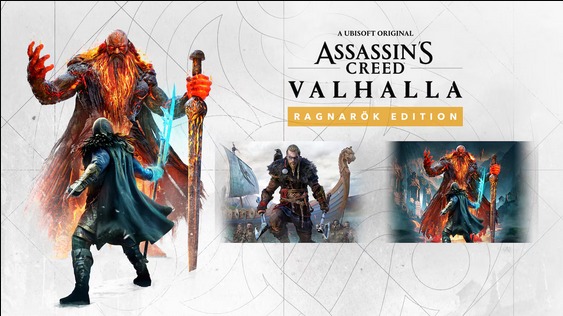 A UBISOFT ORIGINAL
ASSASSIN'S
CREED
VALHALLA
RAGNARÖK EDITION